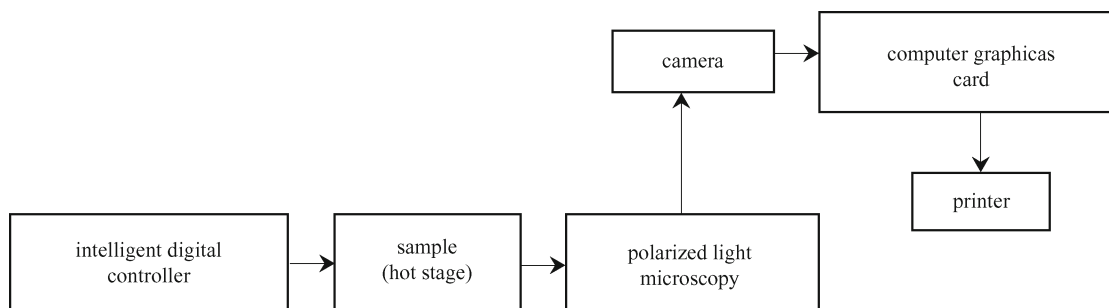 camera
computer graphicas
card
printer
intelligent digital
controller
sample
(hot stage)
polarized light
microscopy